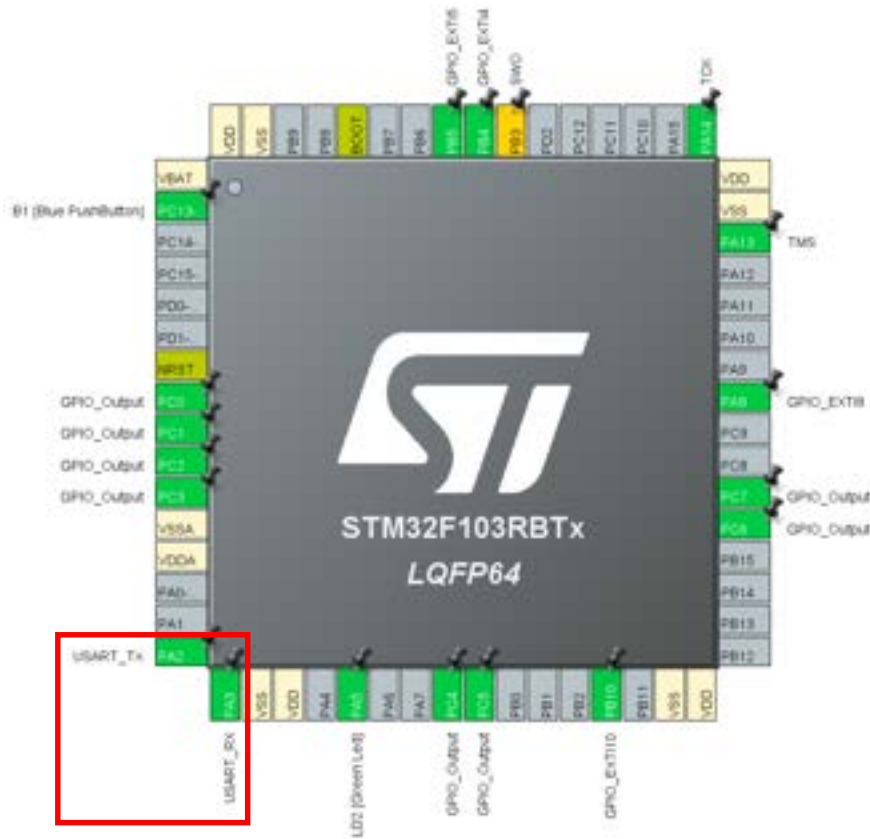 GPIO_EXTI5
GPIO_EXTI4
SWO
TCK
VDD
VSS
PB9
PB8
BOOT
PB7
PB6
PB5
PB4
PB3
PD2
PC12
PC11
PC10
PA15
PA14
B1 [Blue PushButton]
GPIO_Output
GPIO_Output
GPIO_Output
GPIO_Output
USART_Tx
VBAT
PC13-
PC14-
PC15-
PD0-
PD1-
NRST
PC0
PC1
PC2
PC3
VSSA
VDDA
PA0-
PA1
PA2
ST
STM32F103RBTx
LQFP64
VDD
VSS
PA13
PA12
PA11
PA10
PA9
PA8
PC9
PC8
PC7
PC6
PB15
PB14
PB13
PB12
TMS
GPIO_EXTI8
GPIO_Output
GPIO_Output
PA3
VSS
VDD
PA4
PA5
PA6
PA7
PC4
PC5
PB0
PB1
PB2
PB10
PB11
VSS
VDD
USART_RX
LD2 [Green Led]
GPIO_Output
GPIO_Output
GPIO_EXTI10